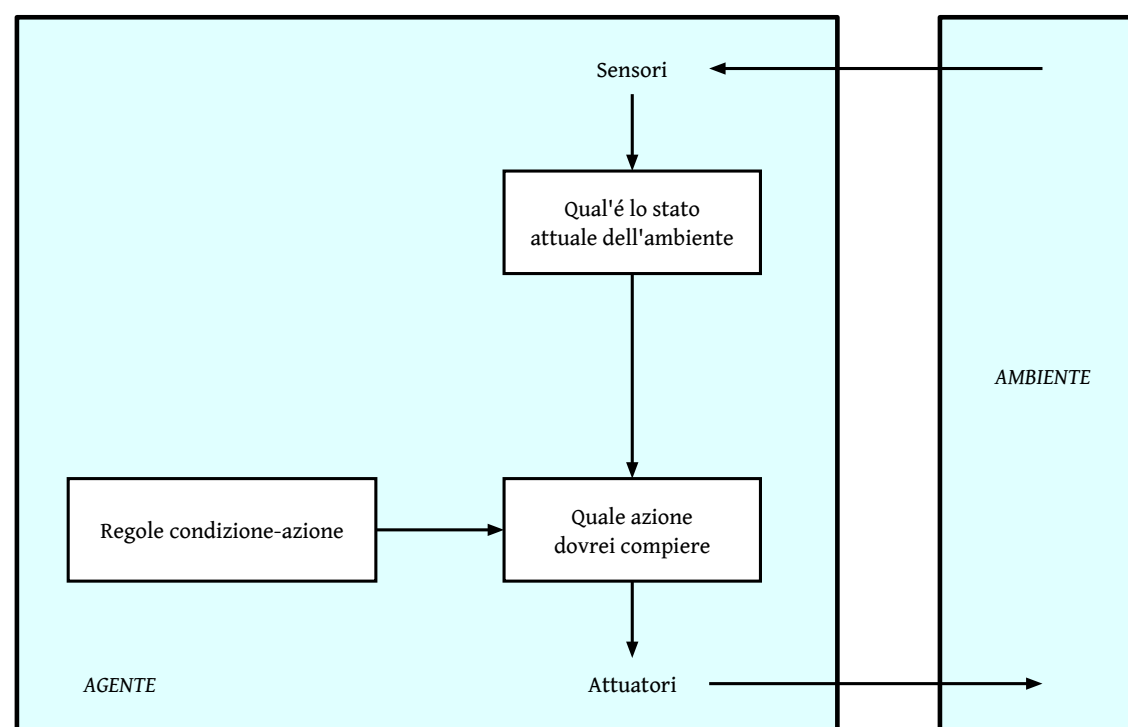 Sensori
Qual'é lo stato
attuale dell'ambiente
AMBIENTE
Regole condizione-azione
Quale azione
dovrei compiere
AGENTE
Attuatori